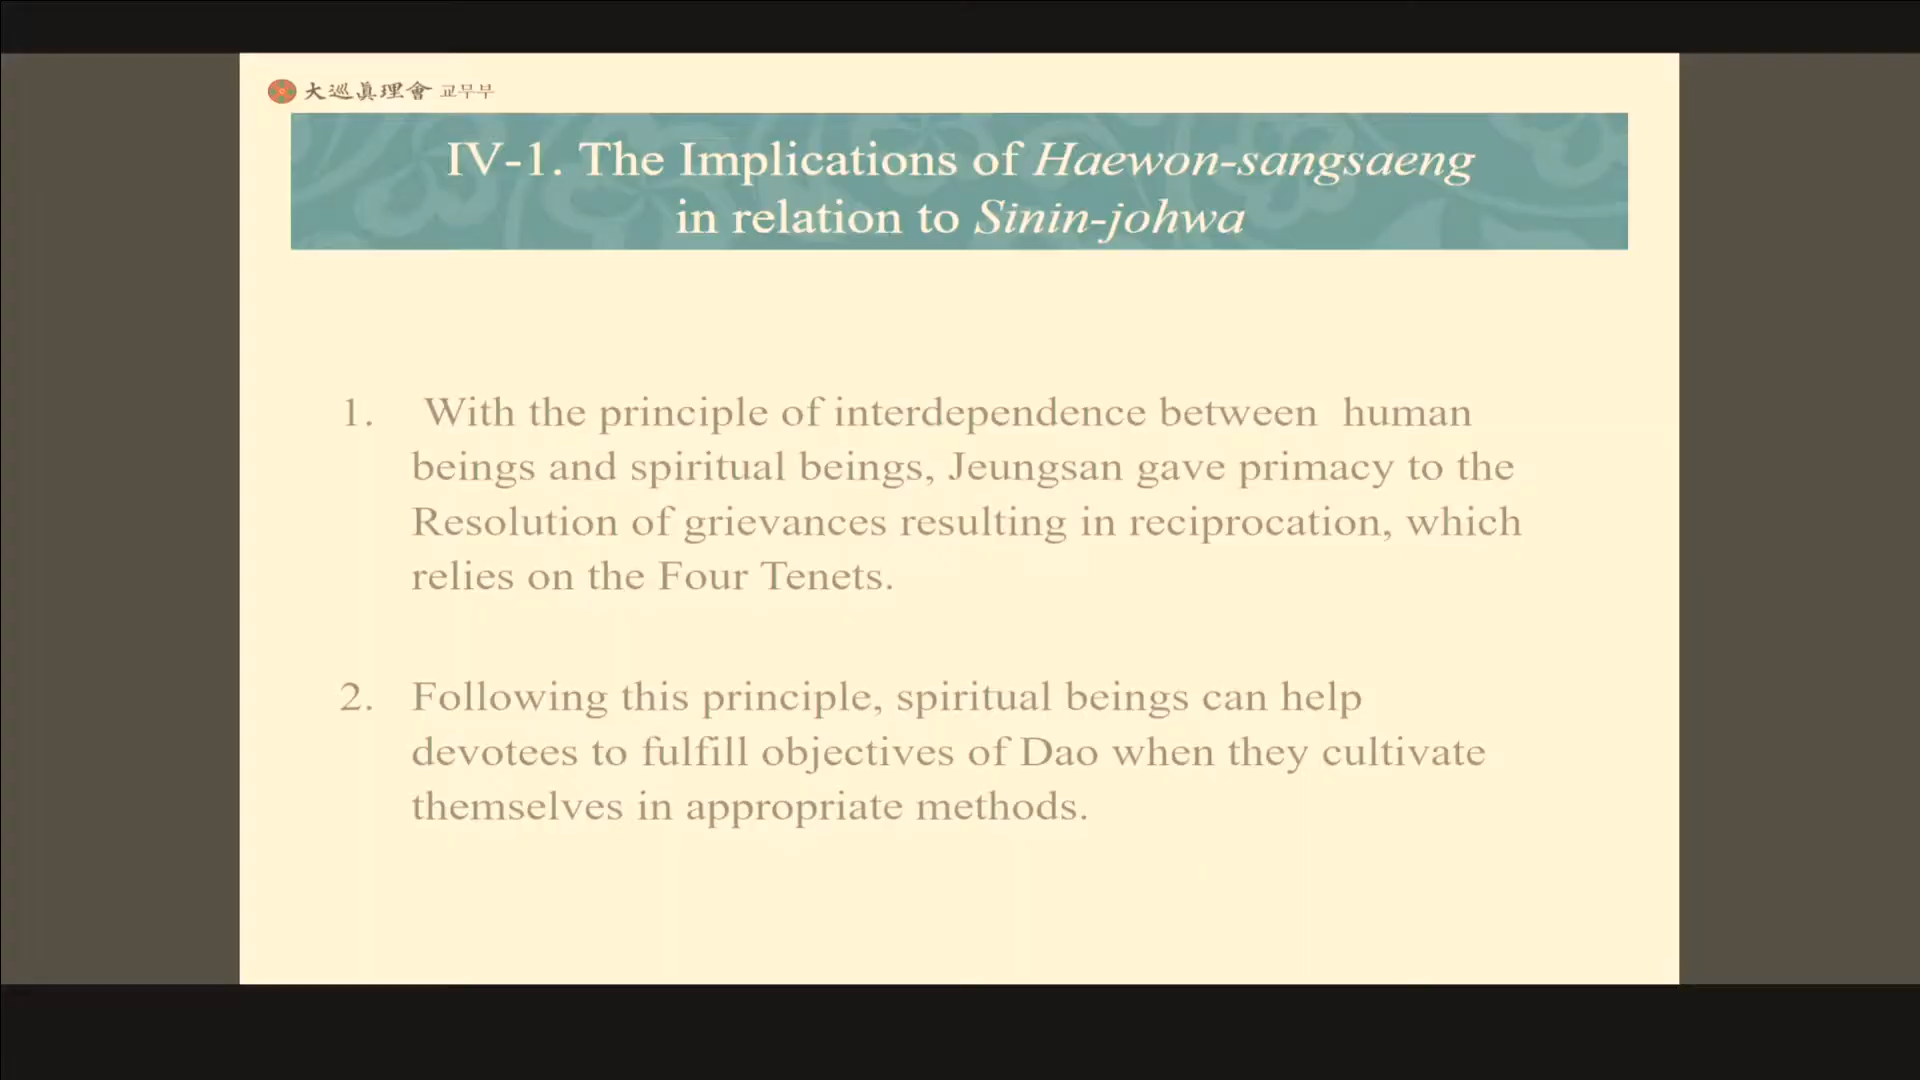 大巡眞理會 교무부
IV-1. The Implications of Haewon-sangsaeng
in relation to Sinin-johwa
1. With the principle of interdependence between human
beings and spiritual beings, Jeungsan gave primacy to the
Resolution of grievances resulting in reciprocation, which
relies on the Four Tenets.
2. Following this principle, spiritual beings can help
devotees to fulfill objectives of Dao when they cultivate
themselves in appropriate methods.